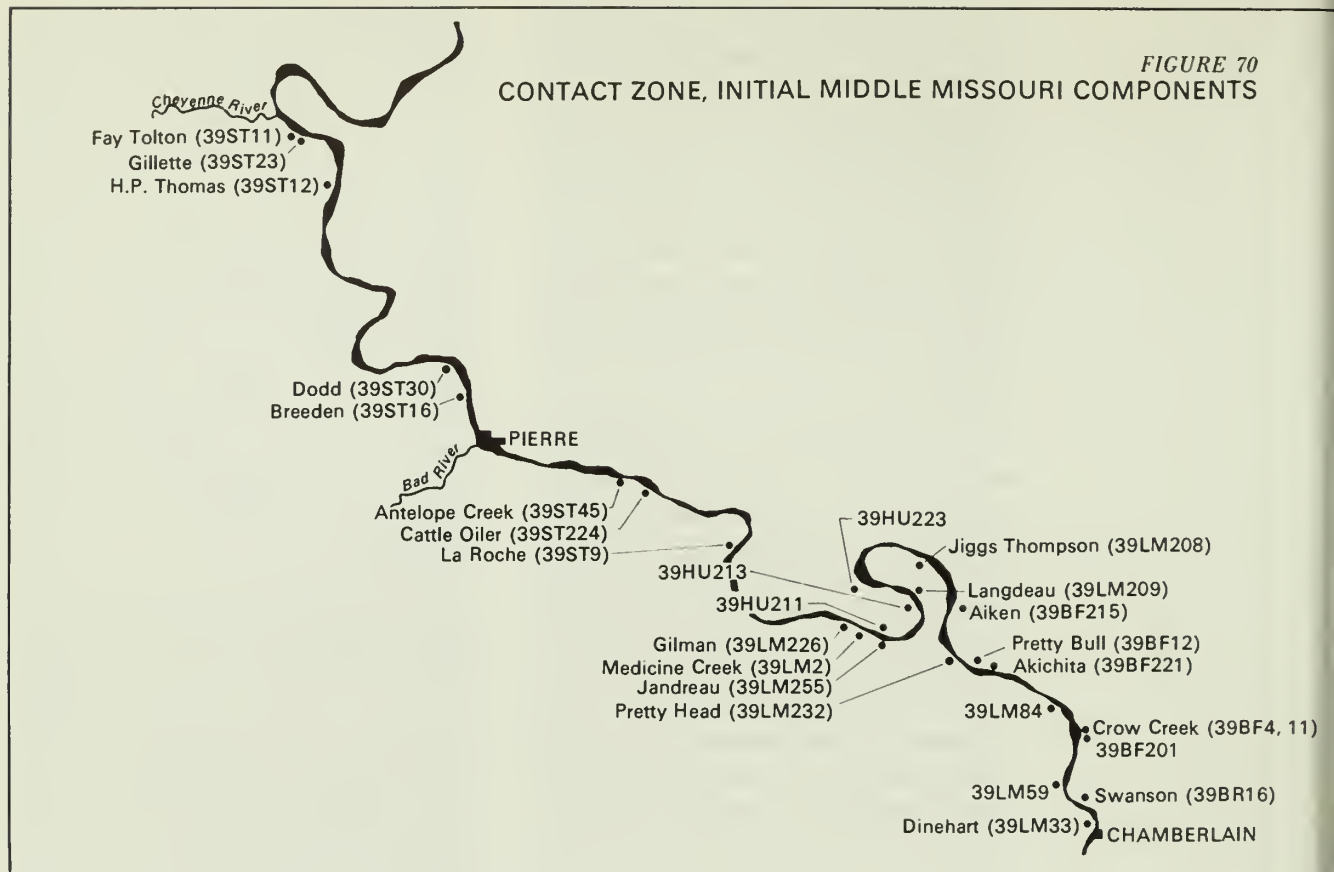 FIGURE 70
CONTACT ZONE, INITIAL MIDDLE MISSOURI COMPONENTS
Cheyenne River
Fay Tolton (39ST11)
Gillette (39ST23)
H.P. Thomas (39ST12)
Dodd (39ST30)
Breeden (39ST16)
PIERRE
Bad River
Antelope Creek (39ST45)
Cattle Oiler (39ST224)
La Roche (39ST9)
39HU223
Jiggs Thompson (39LM208)
39HU213
Langdeau (39LM209)
39HU211
Aiken (39BF215)
Gilman (39LM226)
Medicine Creek (39LM2)
Jandreau (39LM255)
Pretty Head (39LM232)
Pretty Bull (39BF12)
Akichita (39BF221)
39LM84
Crow Creek (39BF4, 11)
39BF201
39LM59
Swanson (39BR16)
Dinehart (39LM33)
CHAMBERLAIN